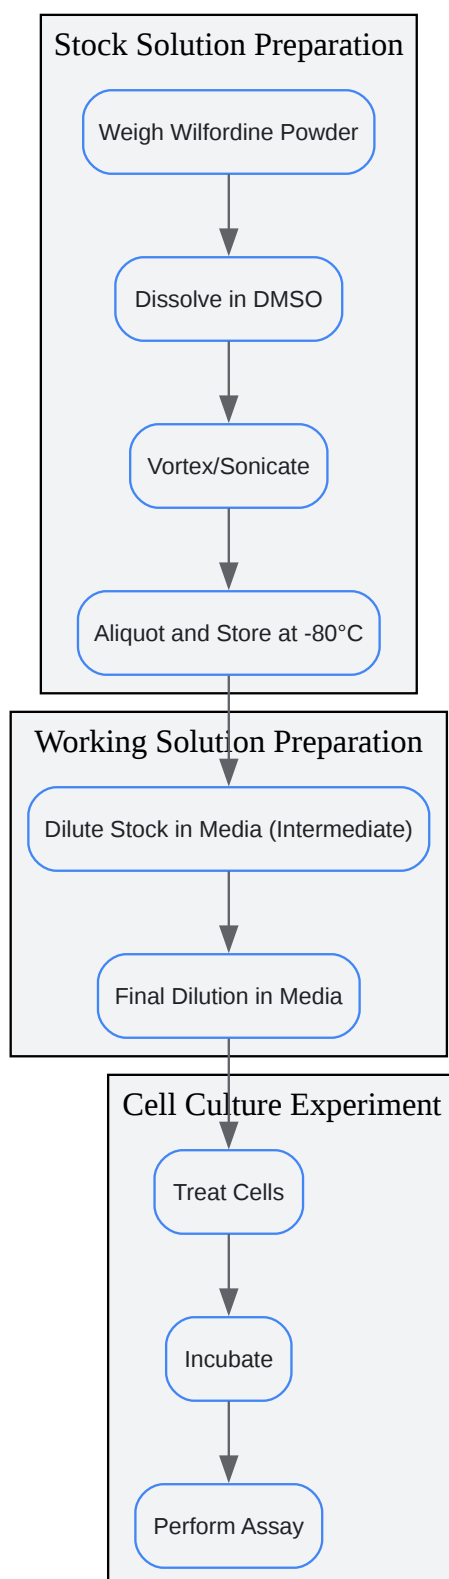 Stock Solution Preparation
Weigh Wilfordine Powder
Dissolve in DMSO
Vortex/Sonicate
Aliquot and Store at -80°C
Working Solution Preparation
Dilute Stock in Media (Intermediate)
Final Dilution in Media
Cell Culture Experiment
Treat Cells
Incubate
Perform Assay